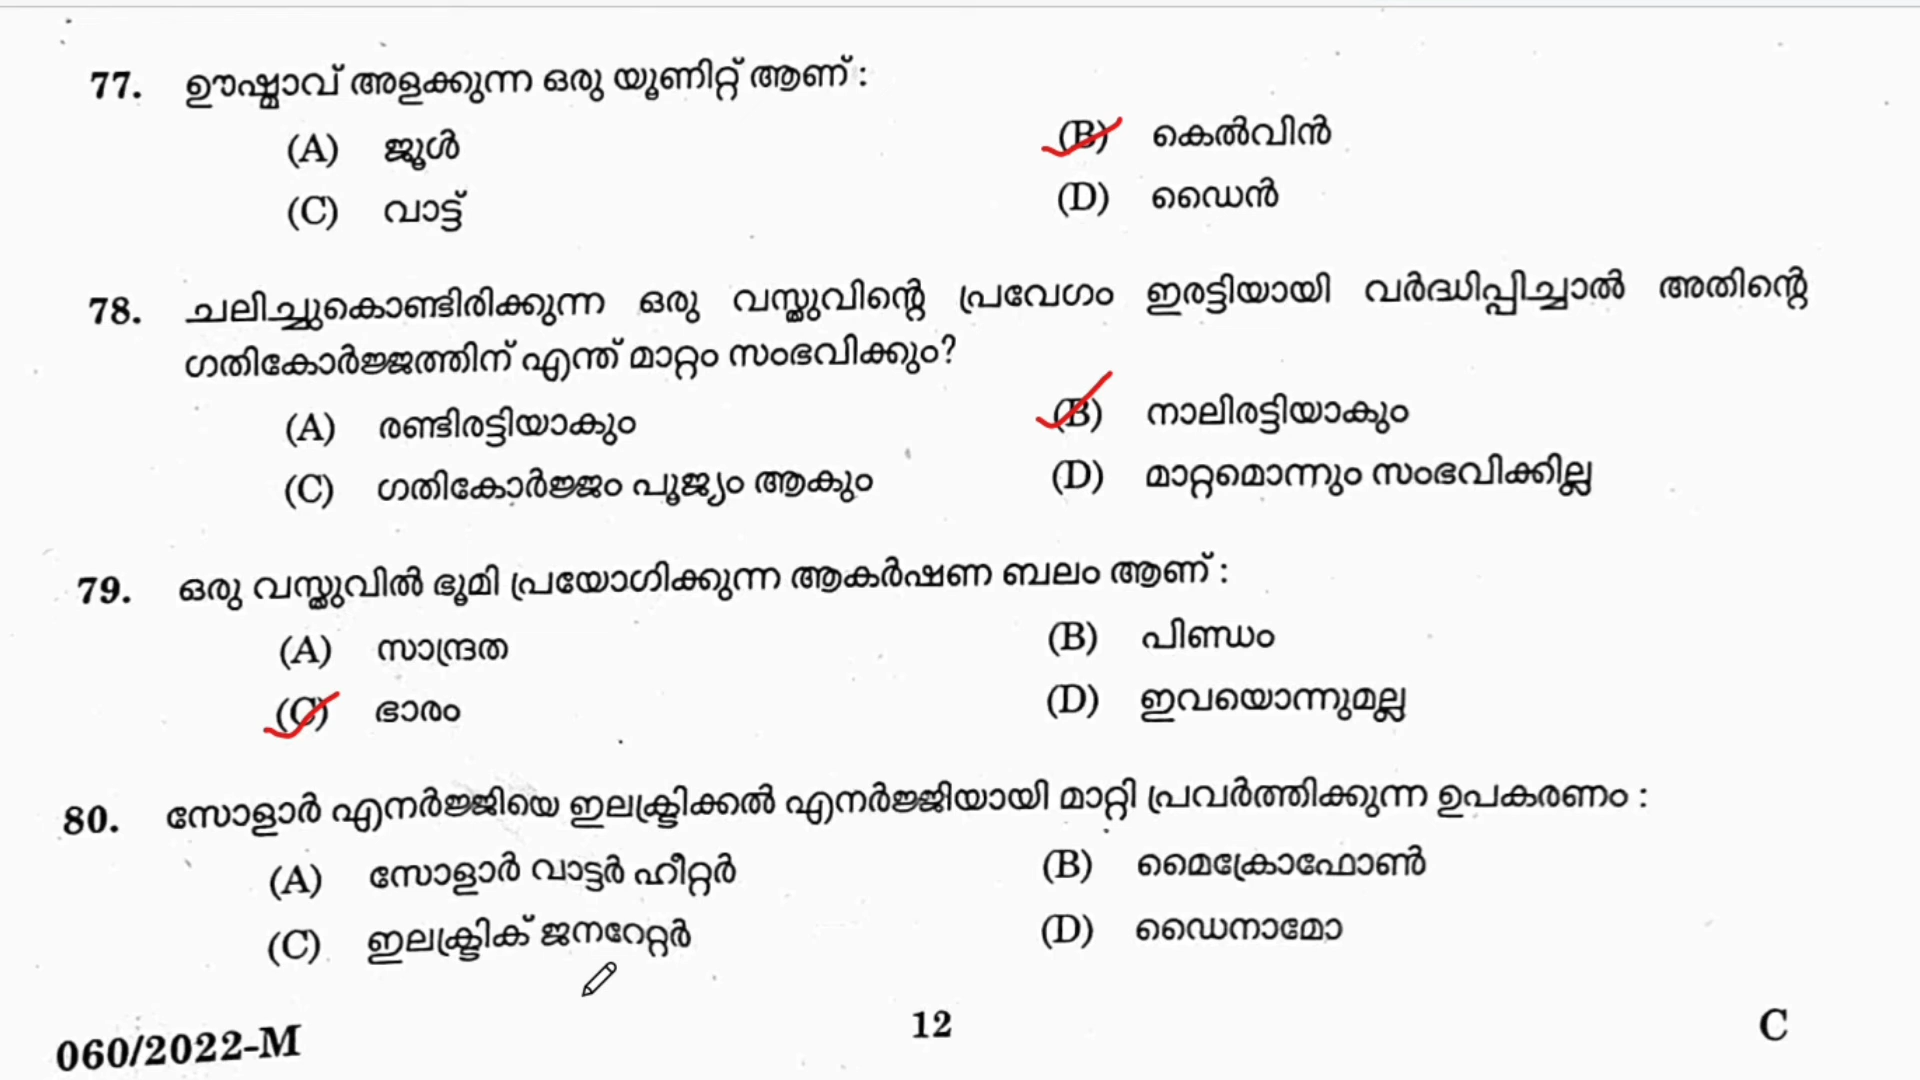 77. ഊഷ്മാവ് അളക്കുന്ന ഒരു യൂണിറ്റ് ആണ് :
(A) ജൂൾ (B) കെൽവിൻ
(C) വാട്ട് (D) ഡൈൻ
78. ചലിച്ചുകൊണ്ടിരിക്കുന്ന ഒരു വസ്തുവിന്റെ പ്രവേഗം ഇരട്ടിയായി വർദ്ധിപ്പിച്ചാൽ അതിന്റെ
ഗതികോർജ്ജത്തിന് എന്ത് മാറ്റം സംഭവിക്കും?
(A) രണ്ടിരട്ടിയാകും (B) നാലിരട്ടിയാകും
(C) ഗതികോർജ്ജം പൂജ്യം ആകും (D) മാറ്റമൊന്നും സംഭവിക്കില്ല
79. ഒരു വസ്തുവിൽ ഭൂമി പ്രയോഗിക്കുന്ന ആകർഷണ ബലം ആണ് :
(A) സാന്ദ്രത (B) പിണ്ഡം
(C) ഭാരം (D) ഇവയൊന്നുമല്ല
80. സോളാർ എനർജ്ജിയെ ഇലക്ട്രിക്കൽ എനർജ്ജിയായി മാറ്റി പ്രവർത്തിക്കുന്ന ഉപകരണം :
(A) സോളാർ വാട്ടർ ഹീറ്റർ (B) മൈക്രോഫോൺ
(C) ഇലക്ട്രിക് ജനറേറ്റർ (D) ഡൈനാമോ
060/2022-M 12 C